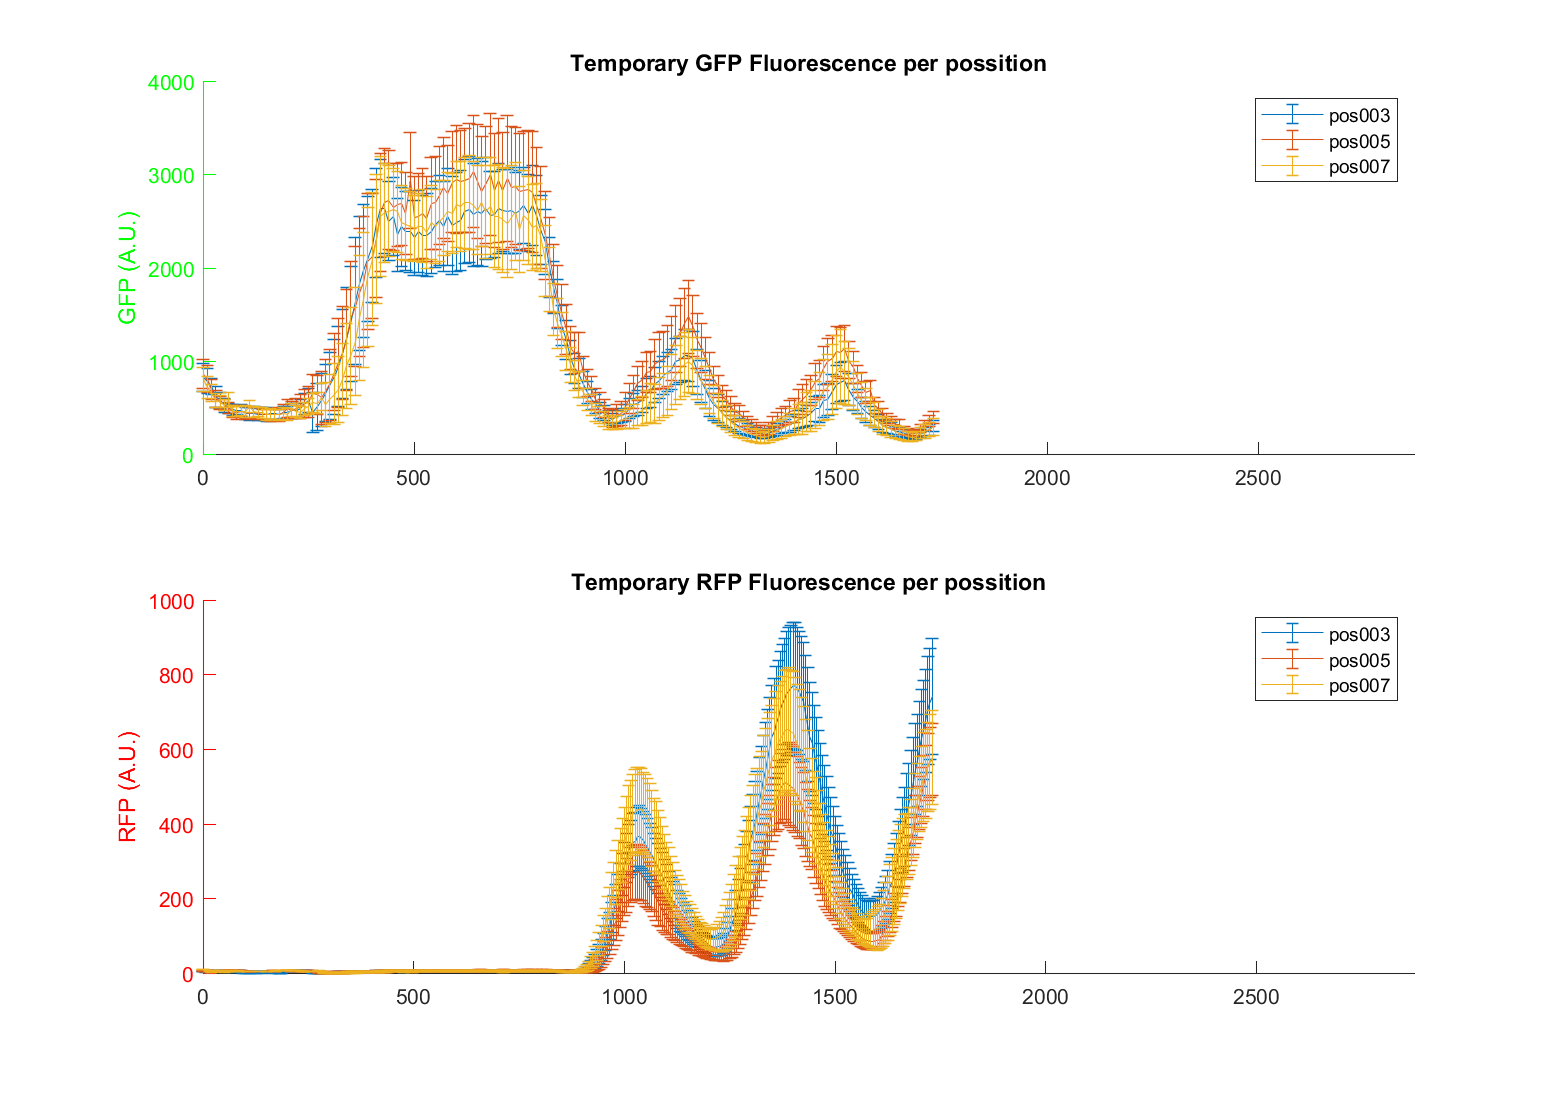 Temporary GFP Fluorescence per possition
4000
3000
2000
1000
0
GFP (A.U.)
0 500 1000 1500 2000 2500
pos003
pos005
pos007
Temporary RFP Fluorescence per possition
1000
800
600
400
200
0
RFP (A.U.)
0 500 1000 1500 2000 2500
pos003
pos005
pos007